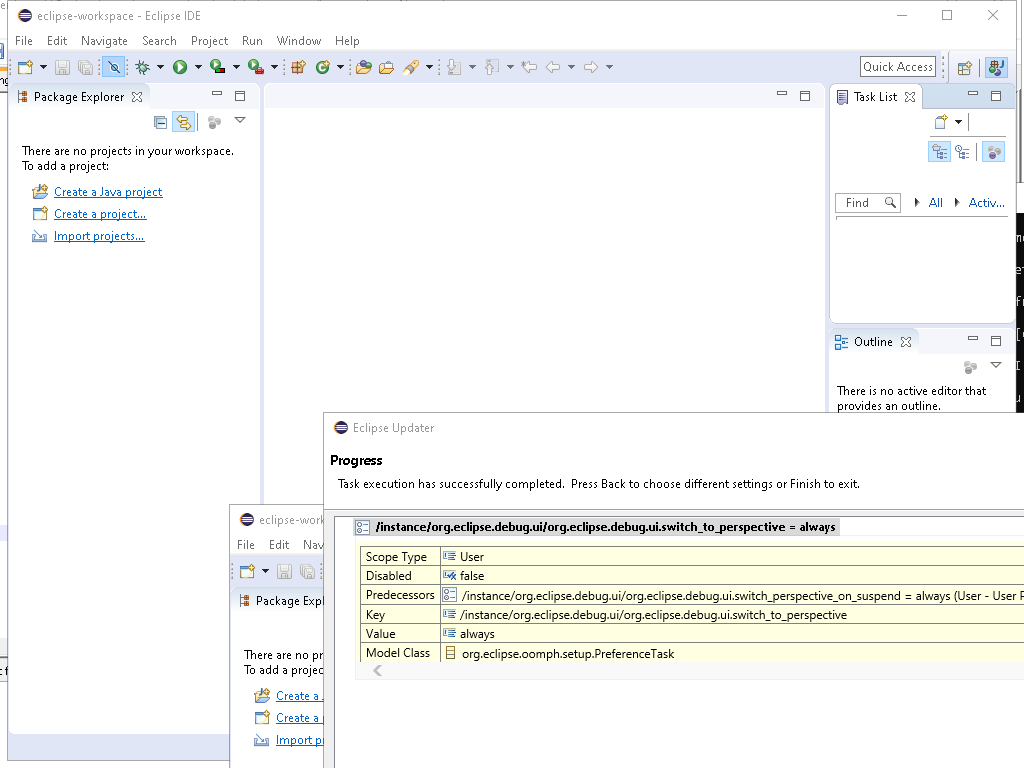 eclipse-workspace - Eclipse IDE
File Edit Navigate Search Project Run Window Help
Quick Access
Package Explorer
There are no projects in your workspace.
To add a project:
Create a Java project
Create a project...
Import projects...
Task List
Find
All
Activ...
Outline
There is no active editor that
provides an outline.
Eclipse Updater
Progress
Task execution has successfully completed. Press Back to choose different settings or Finish to exit.
/instance/org.eclipse.debug.ui/org.eclipse.debug.ui.switch_to_perspective = always
Scope Type User
Disabled false
Predecessors /instance/org.eclipse.debug.ui/org.eclipse.debug.ui.switch_perspective_on_suspend = always (User - User P
Key /instance/org.eclipse.debug.ui/org.eclipse.debug.ui.switch_to_perspective
Value always
Model Class org.eclipse.oomph.setup.PreferenceTask
eclipse-work
File Edit Nav
Package Expl
There are no pr
To add a projec
Create a
Create a
Import pr